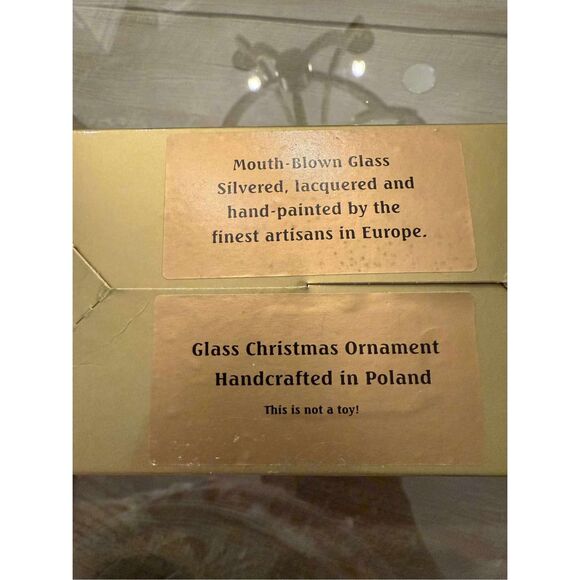 Mouth-Blown Glass
Silvered, lacquered and
hand-painted by the
finest artisans in Europe.
Glass Christmas Ornament
Handcrafted in Poland
This is not a toy!